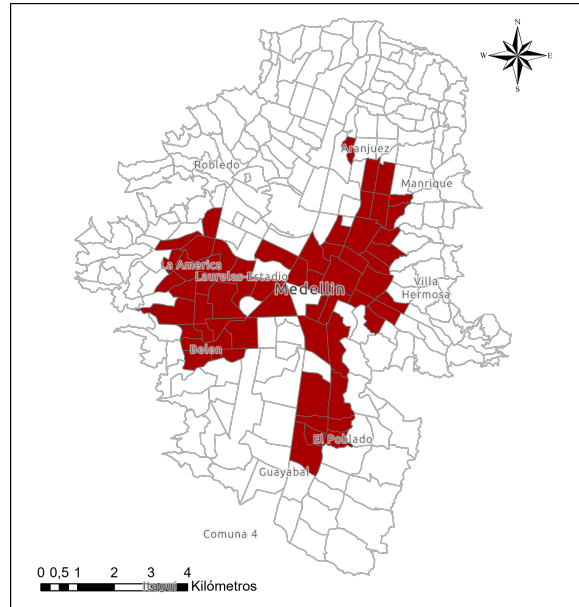 N
W E
S
Aranjuez
Robledo
Manrique
La America
Laureles-Estadio
Villa
Hermosa
Medellin
Belen
El Poblado
Guayabal
Comuna 4
0 0,5 1 2 3 4
Itagui Kilómetros